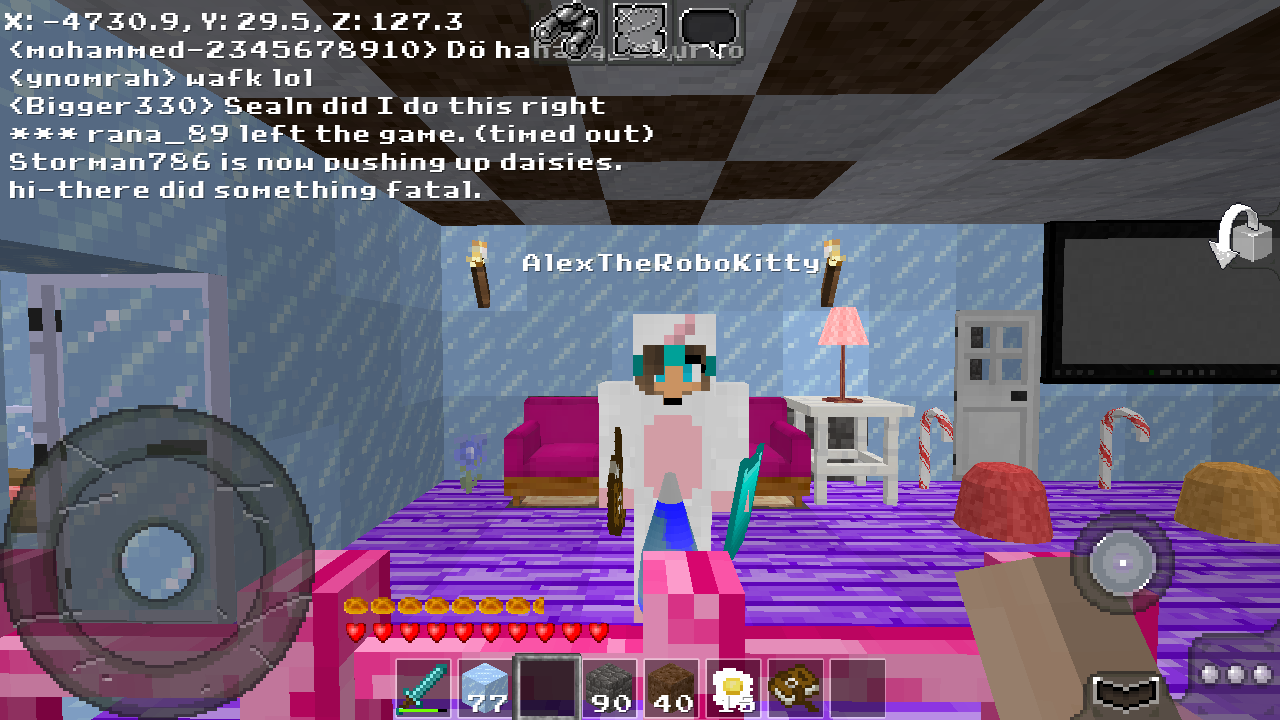 X: -4730.9, Y: 29.5, Z: 127.3
<mohammed-2345678910> Dö ha
<ynomrah> wafk lol
<Bigger330> Sealn did I do this right
*** rana_89 left the game. (timed out)
Storman786 is now pushing up daisies.
hi-there did something fatal.
AlexTheRoboKitty
77
90
40